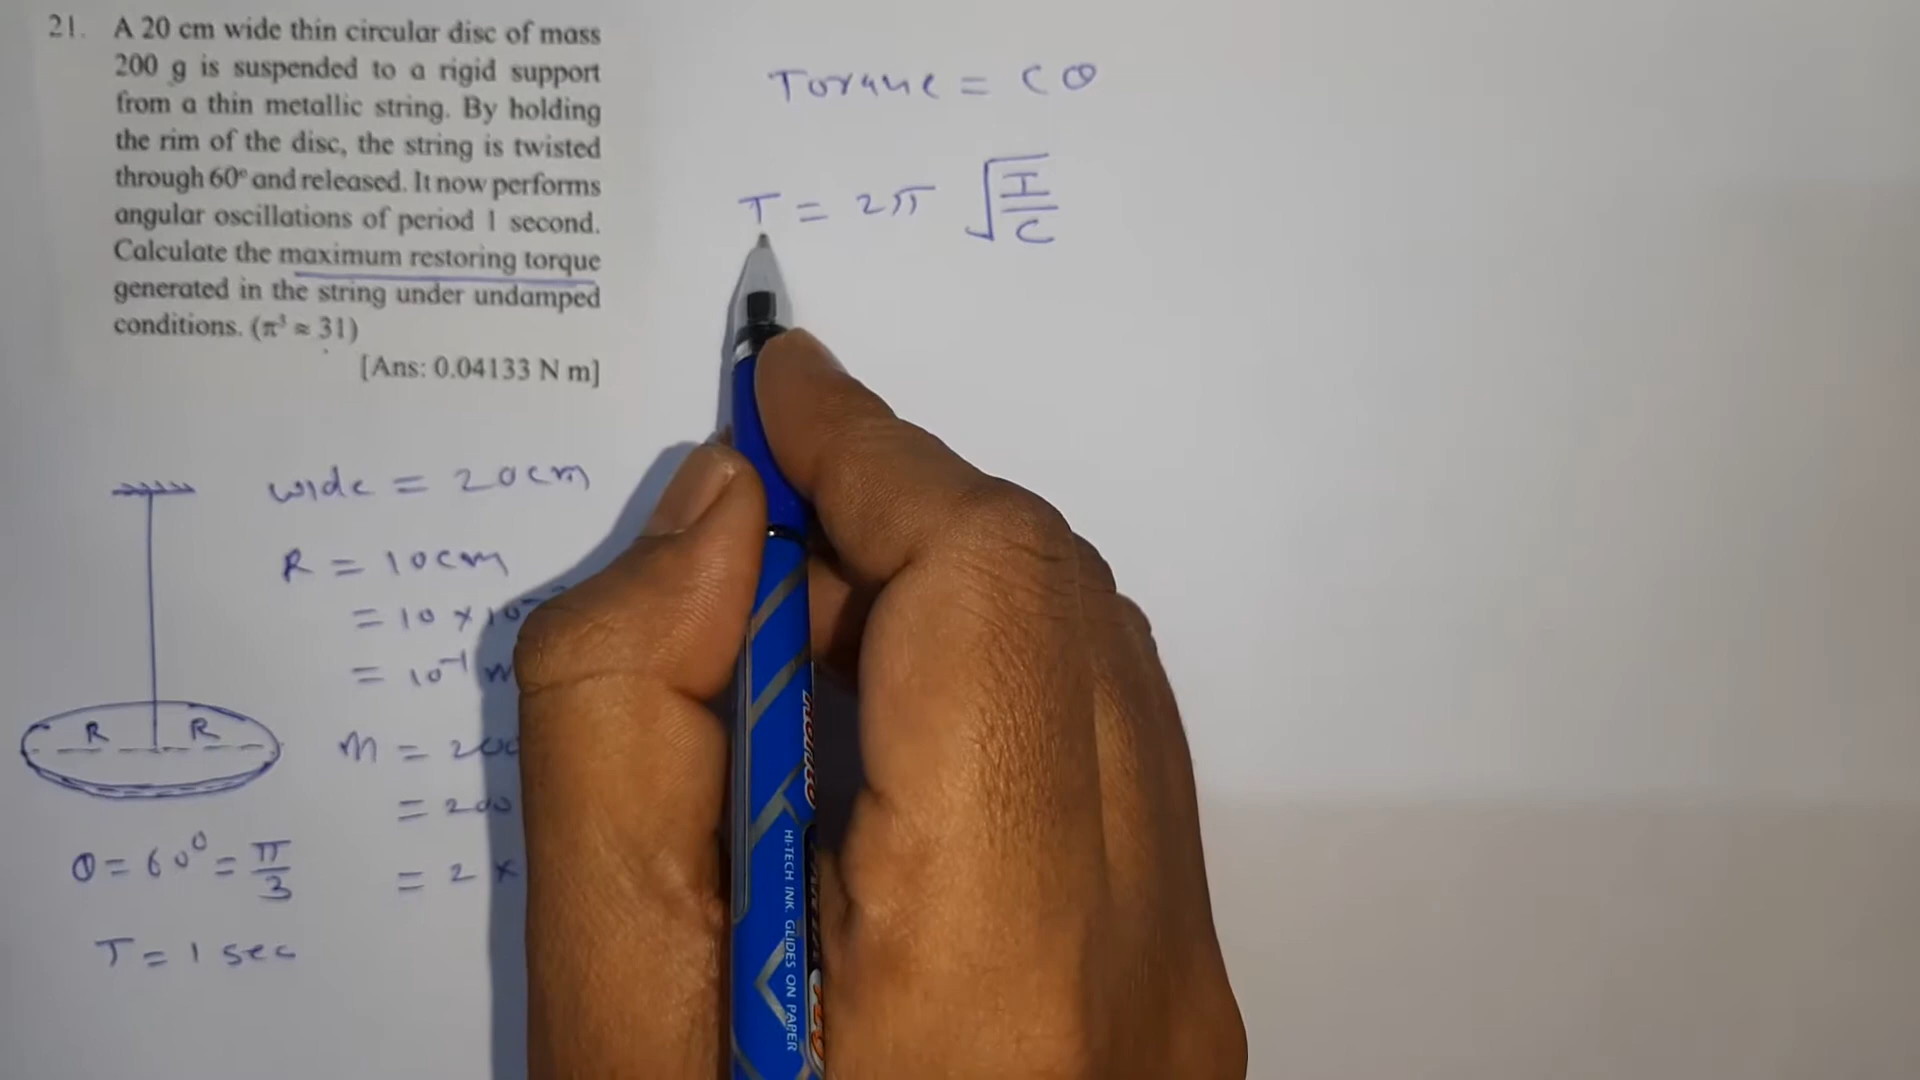 21. A 20 cm wide thin circular disc of mass
200 g is suspended to a rigid support
from a thin metallic string. By holding
the rim of the disc, the string is twisted
through 60° and released. It now performs
angular oscillations of period 1 second.
Calculate the maximum restoring torque
generated in the string under undamped
conditions. (π³ ≈ 31)
[Ans: 0.04133 N m]
wide = 20cm
R = 10cm
= 10 × 10
= 10⁻¹ m
R R
m = 200
= 200
θ = 60⁰ = π/3
= 2 ×
T = 1 sec
Torque = Cθ
T = 2π √I/C
HI-TECH INK. GLIDES ON PAPER